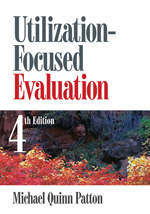 Utilization-
Focused
Evaluation
4th Edition
Michael Quinn Patton